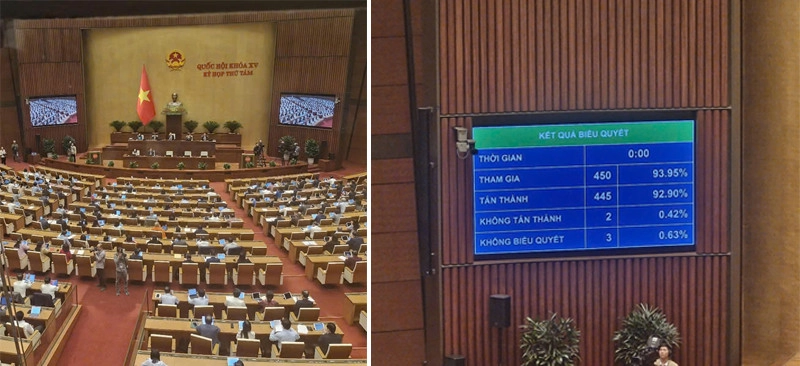 QUỐC HỘI KHÓA XV
KỲ HỌP THỨ TÁM
KẾT QUẢ BIỂU QUYẾT
THỜI GIAN 0:00
THAM GIA 450 93.95%
TÁN THÀNH 445 92.90%
KHÔNG TÁN THÀNH 2 0.42%
KHÔNG BIỂU QUYẾT 3 0.63%